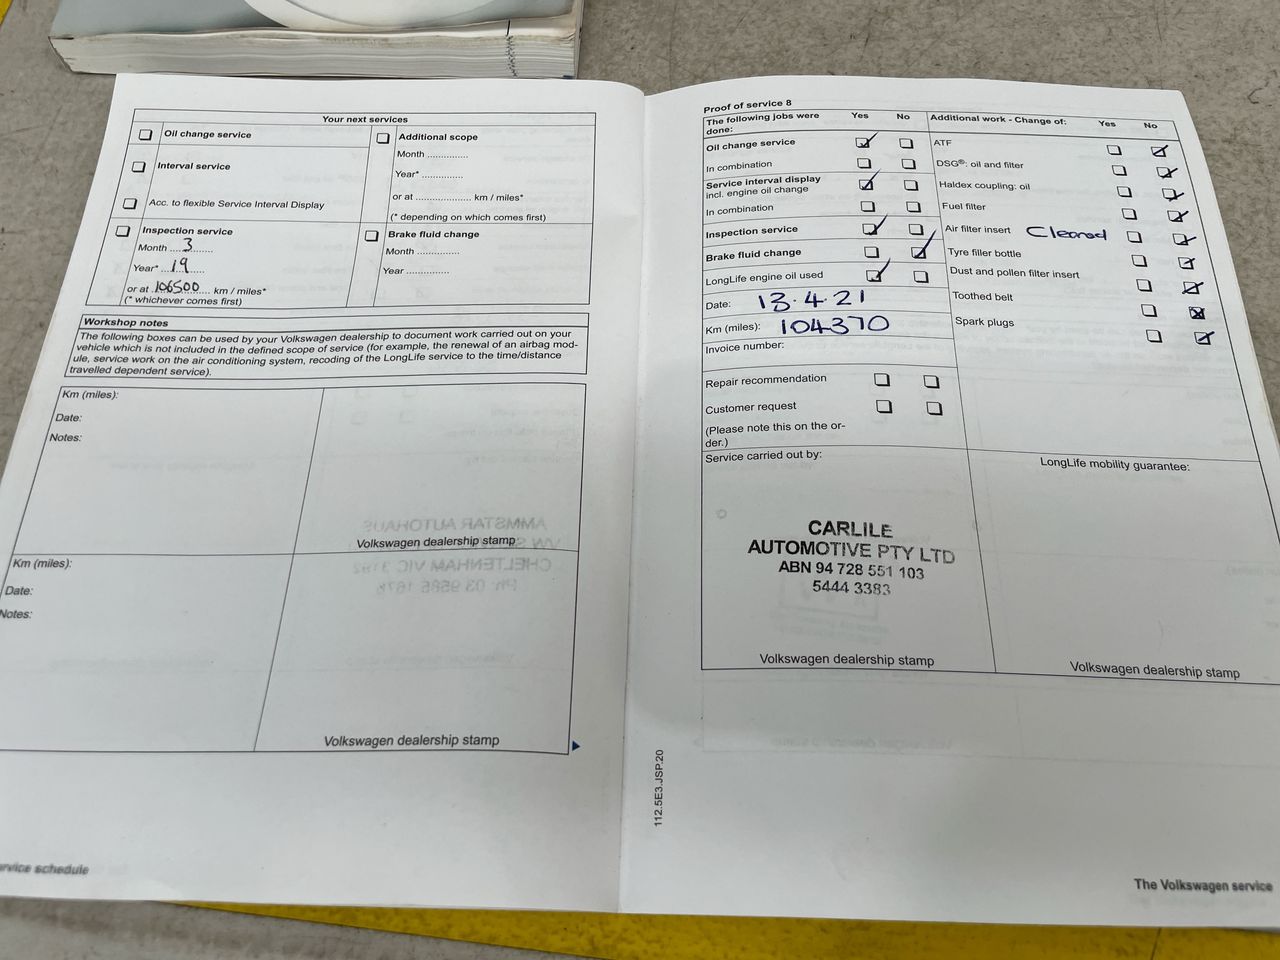 Your next services
Oil change service
Interval service
Acc. to flexible Service Interval Display
Inspection service
Month ....3.......
Year* ....19......
or at .106500.... km / miles*
(* whichever comes first)
Additional scope
Month ..............
Year* ..............
or at .................... km / miles*
(* depending on which comes first)
Brake fluid change
Month ..............
Year ..............
Workshop notes
The following boxes can be used by your Volkswagen dealership to document work carried out on your
vehicle which is not included in the defined scope of service (for example, the renewal of an airbag mod-
ule, service work on the air conditioning system, recoding of the LongLife service to the time/distance
travelled dependent service).
Km (miles):
Date:
Notes:
Volkswagen dealership stamp
Km (miles):
Date:
Notes:
Volkswagen dealership stamp
service schedule
Proof of service 8
The following jobs were done: Yes No
Oil change service
In combination
Service interval display
incl. engine oil change
In combination
Inspection service
Brake fluid change
LongLife engine oil used
Date: 13.4.21
Km (miles): 104370
Invoice number:
Repair recommendation
Customer request
(Please note this on the or-
der.)
Additional work - Change of: Yes No
ATF
DSG®: oil and filter
Haldex coupling: oil
Fuel filter
Air filter insert Cleaned
Tyre filler bottle
Dust and pollen filter insert
Toothed belt
Spark plugs
Service carried out by:
CARLILE
AUTOMOTIVE PTY LTD
ABN 94 728 551 103
5444 3383
Volkswagen dealership stamp
LongLife mobility guarantee:
Volkswagen dealership stamp
112.5E3.JSP.20
The Volkswagen service